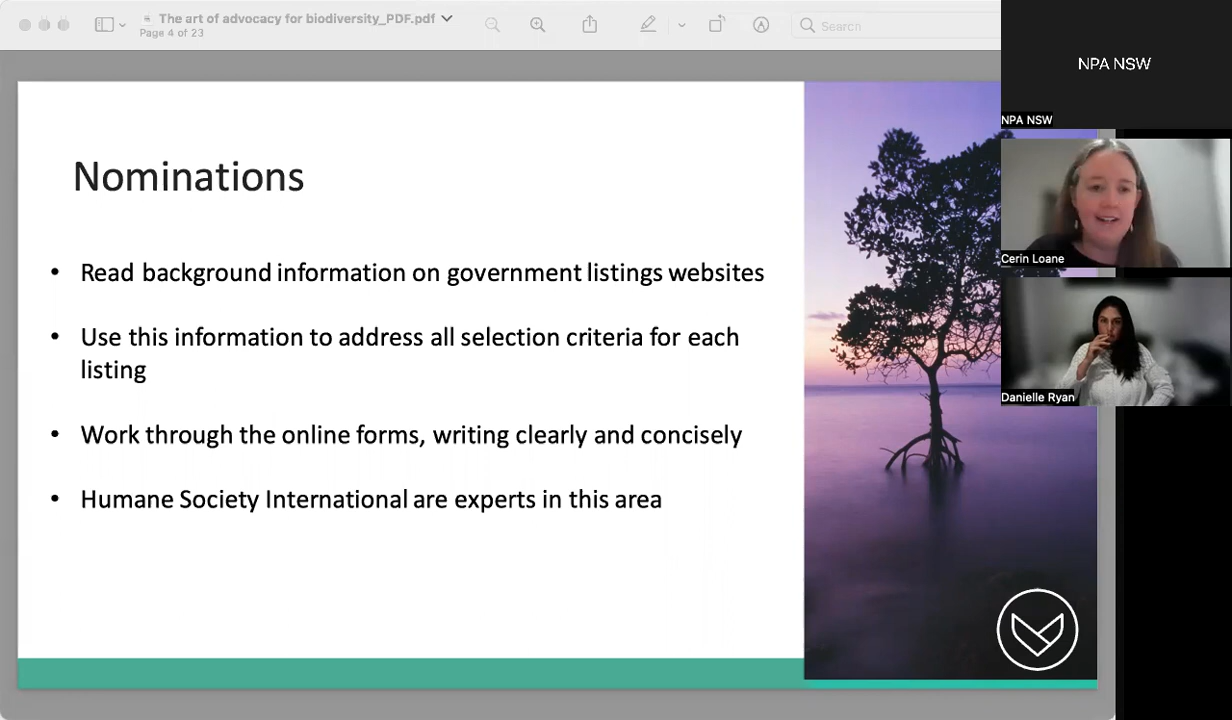 The art of advocacy for biodiversity_PDF.pdf
Page 4 of 23
Search
NPA NSW
NPA NSW
Cerin Loane
Danielle Ryan
Nominations
• Read background information on government listings websites
• Use this information to address all selection criteria for each
listing
• Work through the online forms, writing clearly and concisely
• Humane Society International are experts in this area